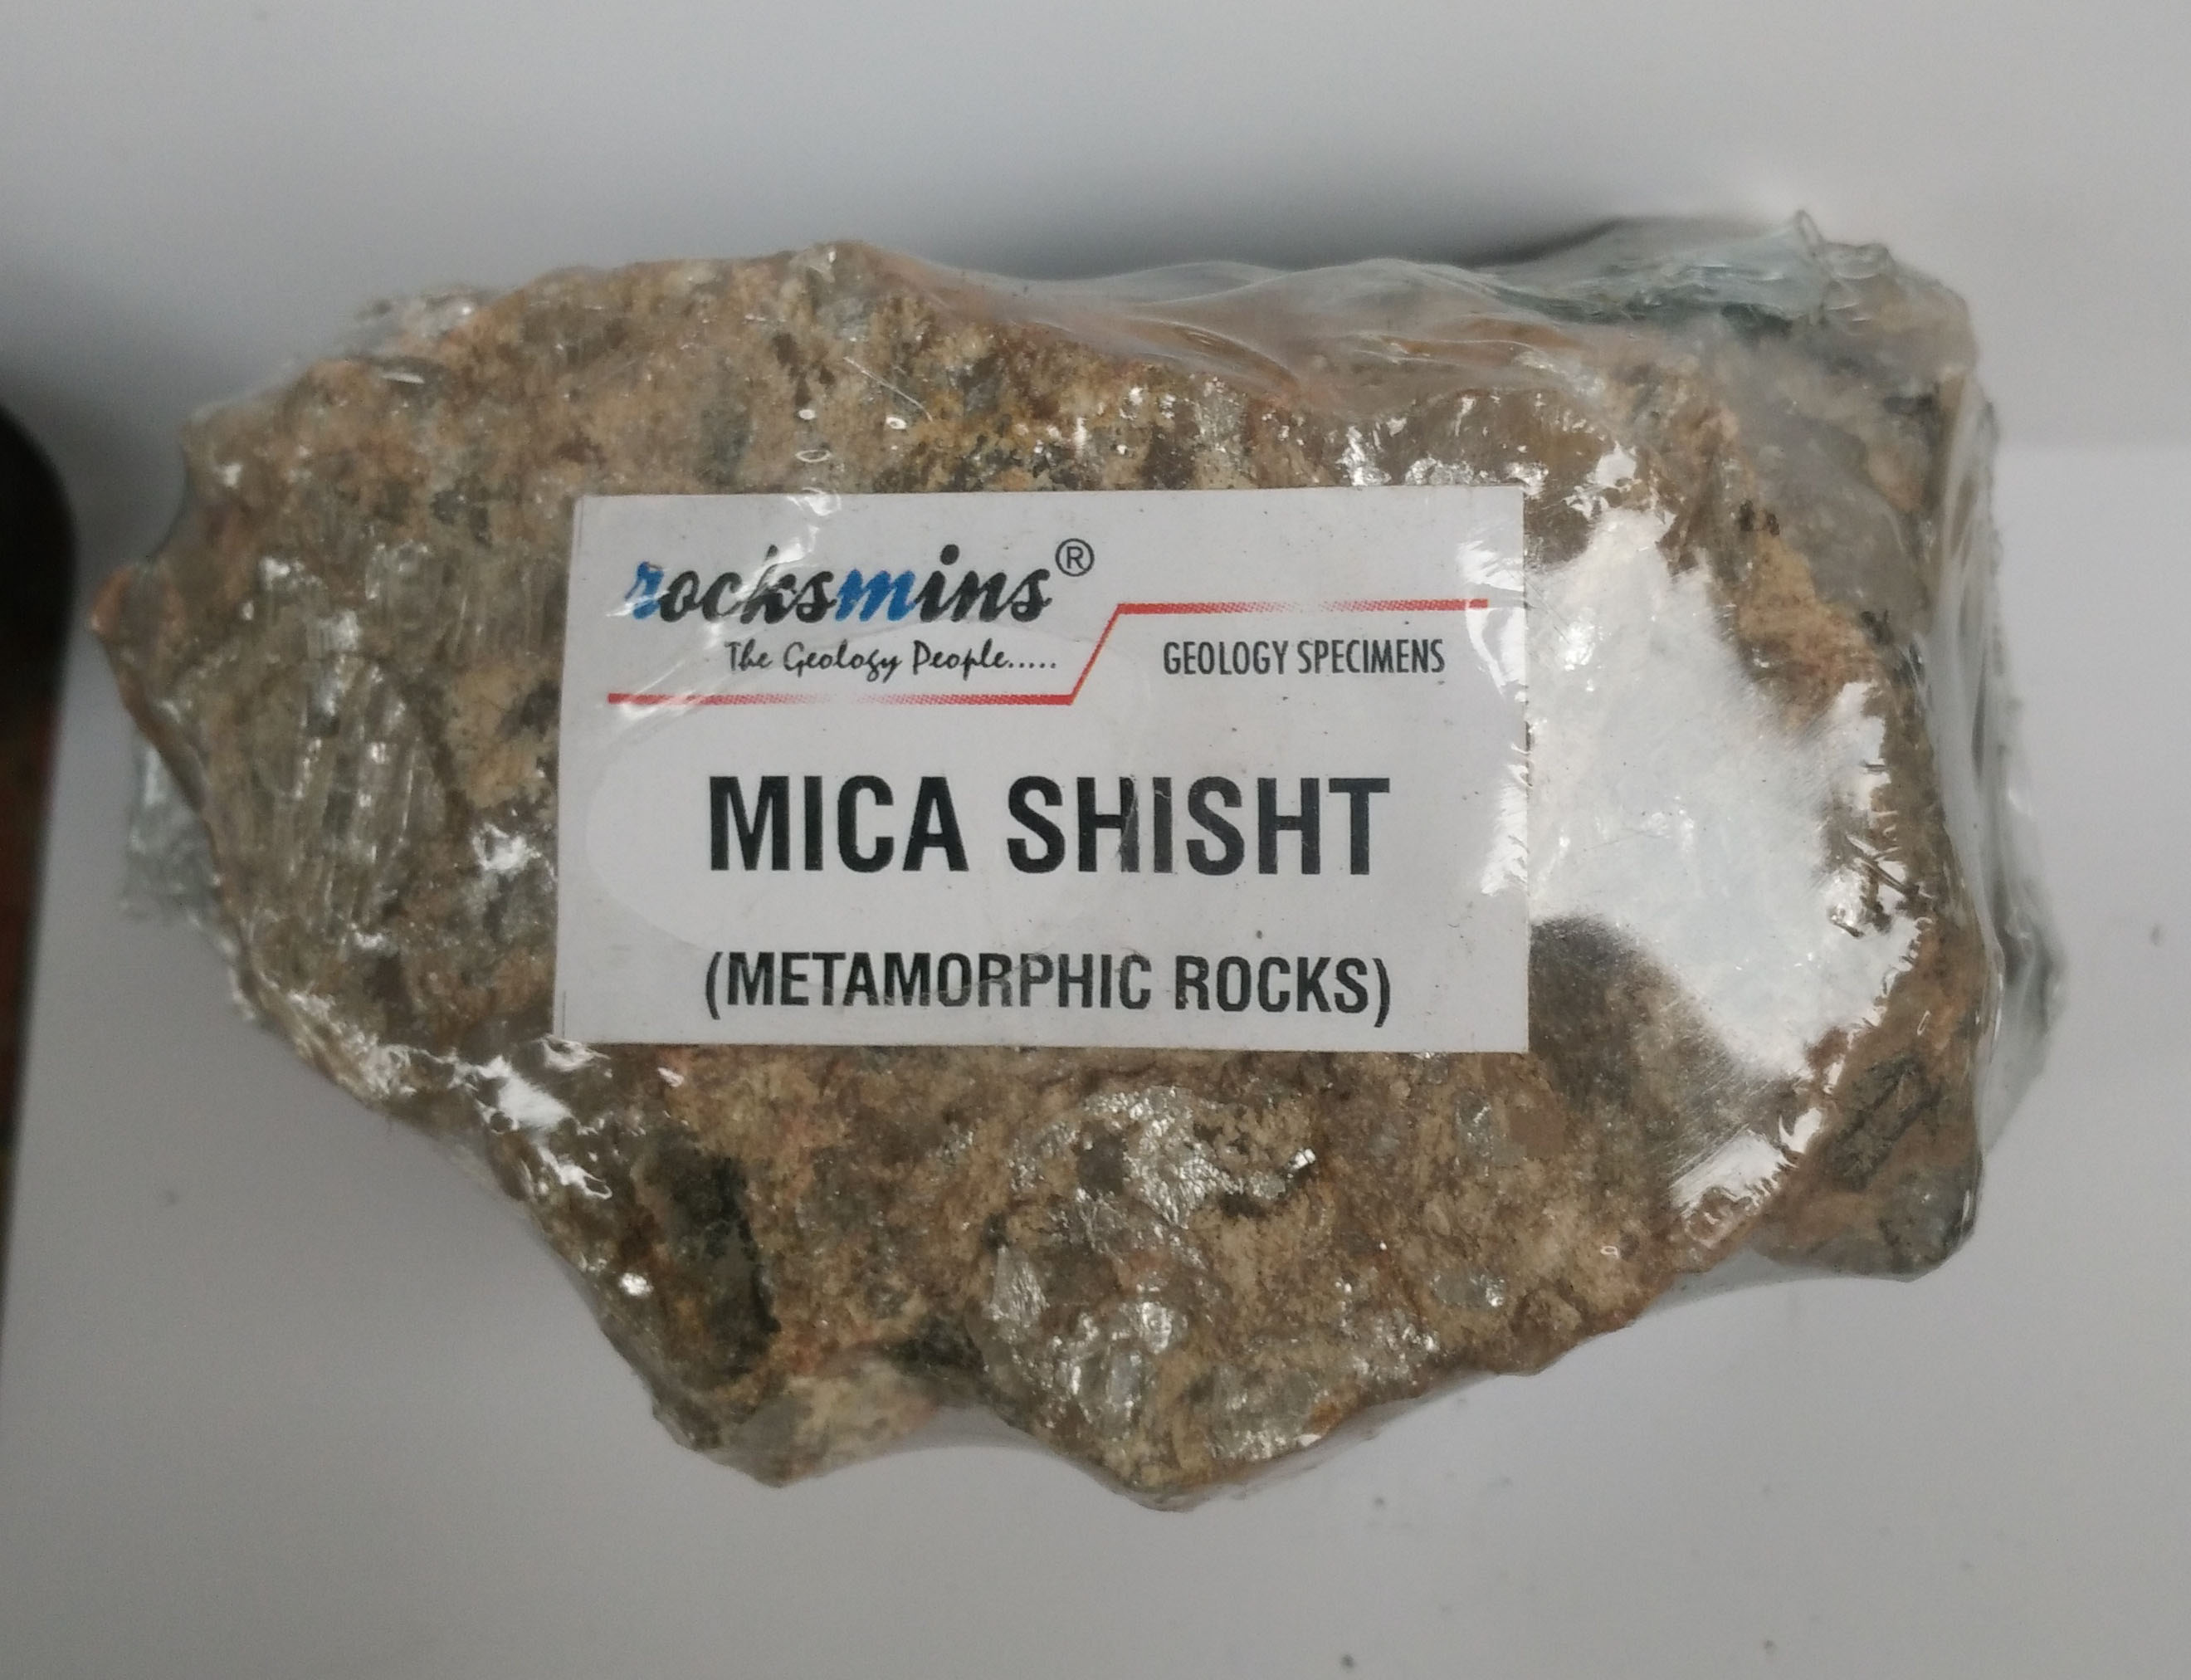 rocksmins®
The Geology People.....
GEOLOGY SPECIMENS
MICA SHISHT
(METAMORPHIC ROCKS)